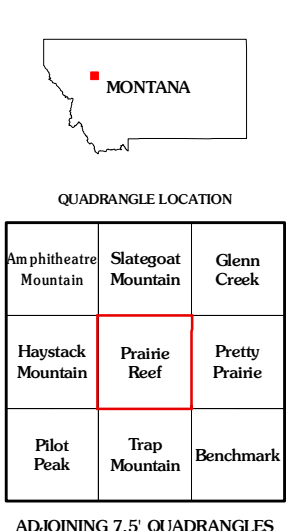 MONTANA
QUADRANGLE LOCATION
Amphitheatre
Mountain
Slategoat
Mountain
Glenn
Creek
Haystack
Mountain
Prairie
Reef
Pretty
Prairie
Pilot
Peak
Trap
Mountain
Benchmark
ADJOINING 7.5' QUADRANGLES